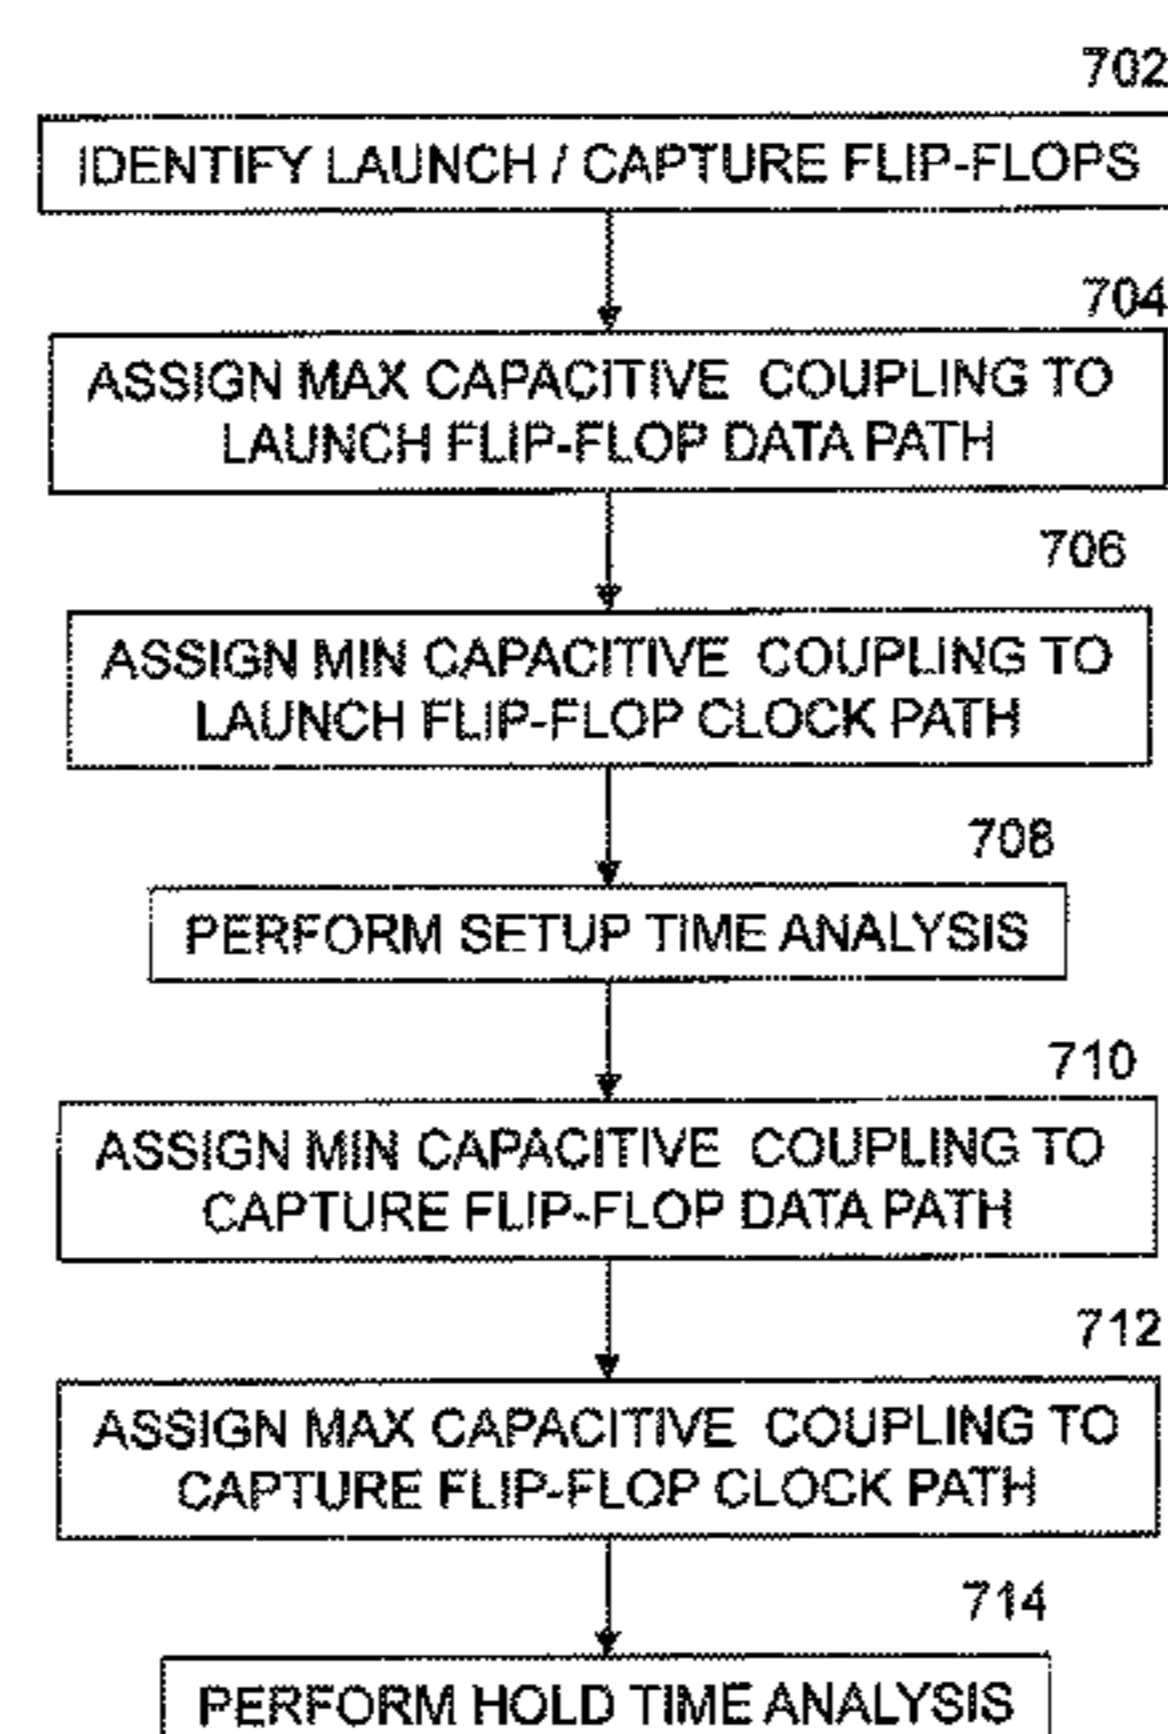 702
IDENTIFY LAUNCH / CAPTURE FLIP-FLOPS
704
ASSIGN MAX CAPACITIVE COUPLING TO
LAUNCH FLIP-FLOP DATA PATH
706
ASSIGN MIN CAPACITIVE COUPLING TO
LAUNCH FLIP-FLOP CLOCK PATH
708
PERFORM SETUP TIME ANALYSIS
710
ASSIGN MIN CAPACITIVE COUPLING TO
CAPTURE FLIP-FLOP DATA PATH
712
ASSIGN MAX CAPACITIVE COUPLING TO
CAPTURE FLIP-FLOP CLOCK PATH
714
PERFORM HOLD TIME ANALYSIS